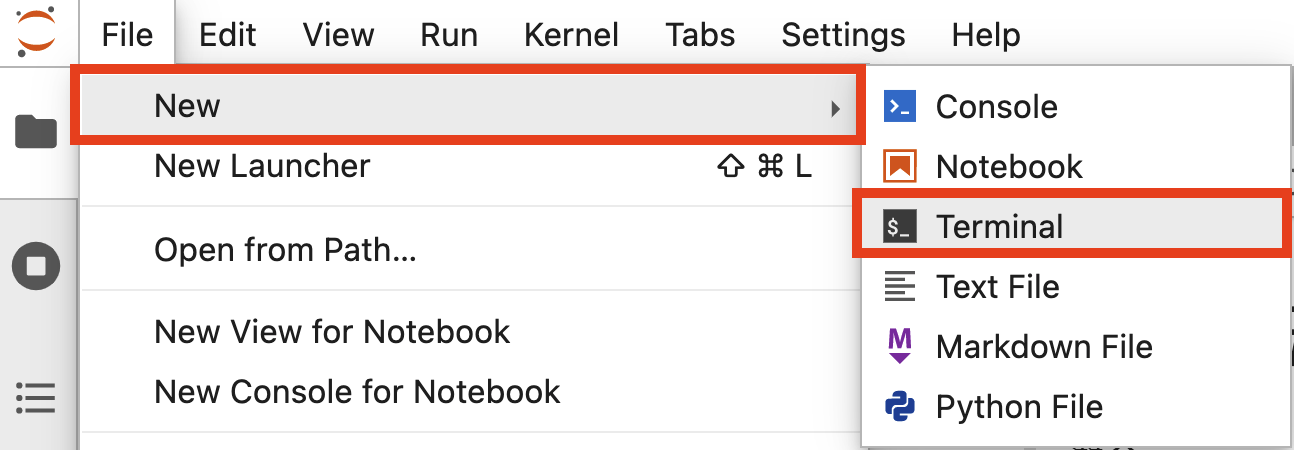 File Edit View Run Kernel Tabs Settings Help
New
New Launcher ⇧ ⌘ L
Open from Path...
New View for Notebook
New Console for Notebook
Console
Notebook
$_ Terminal
Text File
M Markdown File
Python File